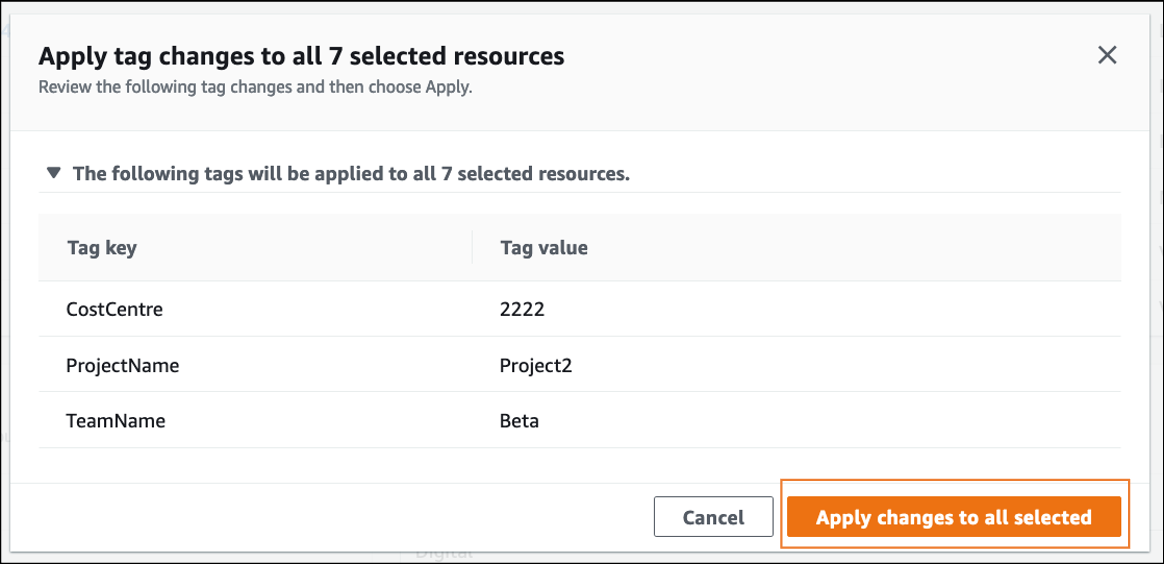 Apply tag changes to all 7 selected resources
Review the following tag changes and then choose Apply.
The following tags will be applied to all 7 selected resources.
Tag key Tag value
CostCentre 2222
ProjectName Project2
TeamName Beta
Cancel Apply changes to all selected
Digital